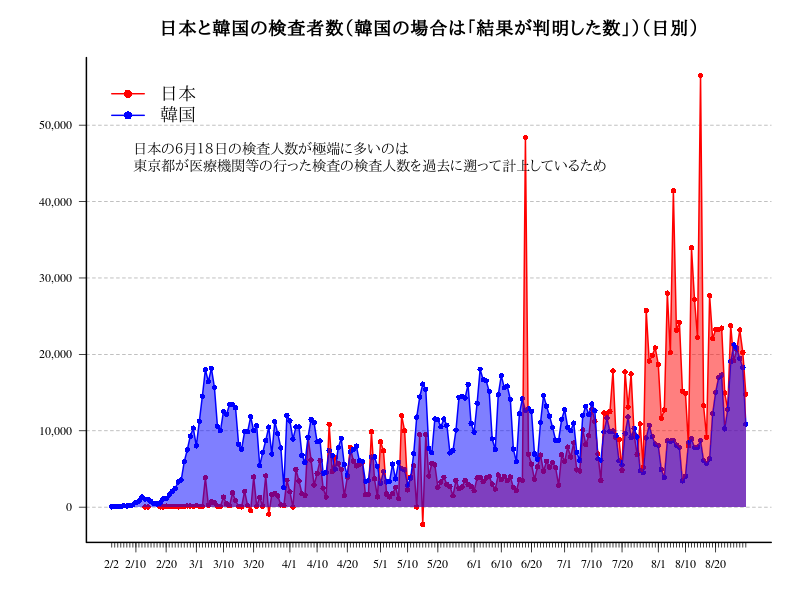 日本と韓国の検査者数（韓国の場合は「結果が判明した数」）（日別）
日本
韓国
日本の6月18日の検査人数が極端に多いのは
東京都が医療機関等の行った検査の検査人数を過去に遡って計上しているため
50,000
40,000
30,000
20,000
10,000
0
2/2 2/10 2/20 3/1 3/10 3/20 4/1 4/10 4/20 5/1 5/10 5/20 6/1 6/10 6/20 7/1 7/10 7/20 8/1 8/10 8/20